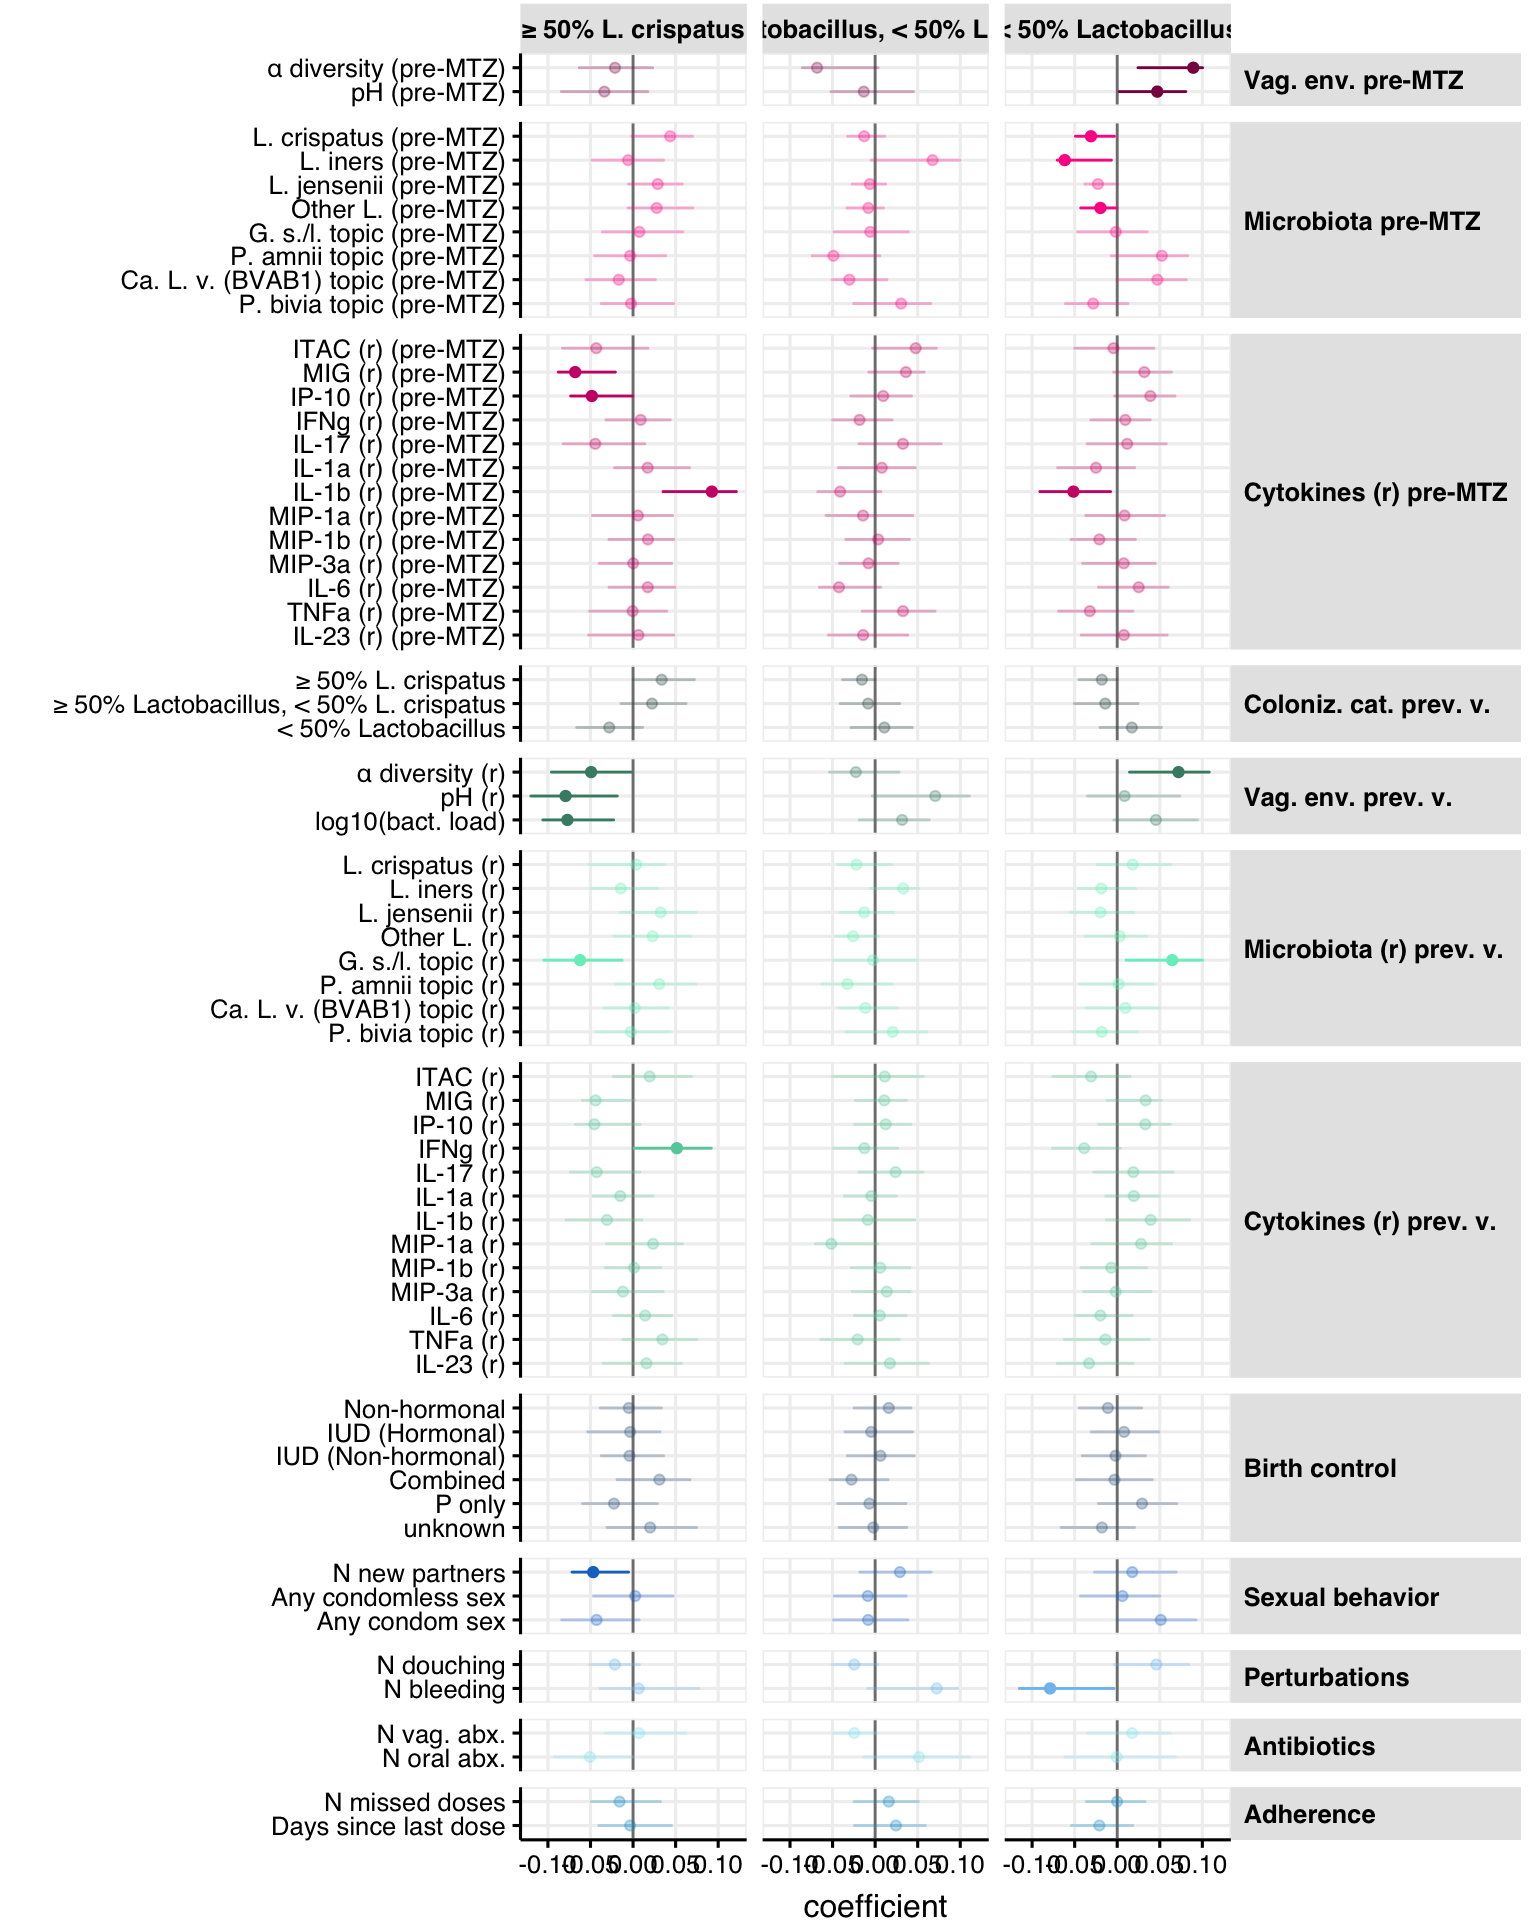 ≥ 50% L. crispatus
tobacillus, < 50% L
< 50% Lactobacillus
α diversity (pre-MTZ)
pH (pre-MTZ)
Vag. env. pre-MTZ
L. crispatus (pre-MTZ)
L. iners (pre-MTZ)
L. jensenii (pre-MTZ)
Other L. (pre-MTZ)
G. s./l. topic (pre-MTZ)
P. amnii topic (pre-MTZ)
Ca. L. v. (BVAB1) topic (pre-MTZ)
P. bivia topic (pre-MTZ)
Microbiota pre-MTZ
ITAC (r) (pre-MTZ)
MIG (r) (pre-MTZ)
IP-10 (r) (pre-MTZ)
IFNg (r) (pre-MTZ)
IL-17 (r) (pre-MTZ)
IL-1a (r) (pre-MTZ)
IL-1b (r) (pre-MTZ)
MIP-1a (r) (pre-MTZ)
MIP-1b (r) (pre-MTZ)
MIP-3a (r) (pre-MTZ)
IL-6 (r) (pre-MTZ)
TNFa (r) (pre-MTZ)
IL-23 (r) (pre-MTZ)
Cytokines (r) pre-MTZ
≥ 50% L. crispatus
≥ 50% Lactobacillus, < 50% L. crispatus
< 50% Lactobacillus
Coloniz. cat. prev. v.
α diversity (r)
pH (r)
log10(bact. load)
Vag. env. prev. v.
L. crispatus (r)
L. iners (r)
L. jensenii (r)
Other L. (r)
G. s./l. topic (r)
P. amnii topic (r)
Ca. L. v. (BVAB1) topic (r)
P. bivia topic (r)
Microbiota (r) prev. v.
ITAC (r)
MIG (r)
IP-10 (r)
IFNg (r)
IL-17 (r)
IL-1a (r)
IL-1b (r)
MIP-1a (r)
MIP-1b (r)
MIP-3a (r)
IL-6 (r)
TNFa (r)
IL-23 (r)
Cytokines (r) prev. v.
Non-hormonal
IUD (Hormonal)
IUD (Non-hormonal)
Combined
P only
unknown
Birth control
N new partners
Any condomless sex
Any condom sex
Sexual behavior
N douching
N bleeding
Perturbations
N vag. abx.
N oral abx.
Antibiotics
N missed doses
Days since last dose
Adherence
-0.10 -0.05 0.00 0.05 0.10
-0.10 -0.05 0.00 0.05 0.10
-0.10 -0.05 0.00 0.05 0.10
coefficient